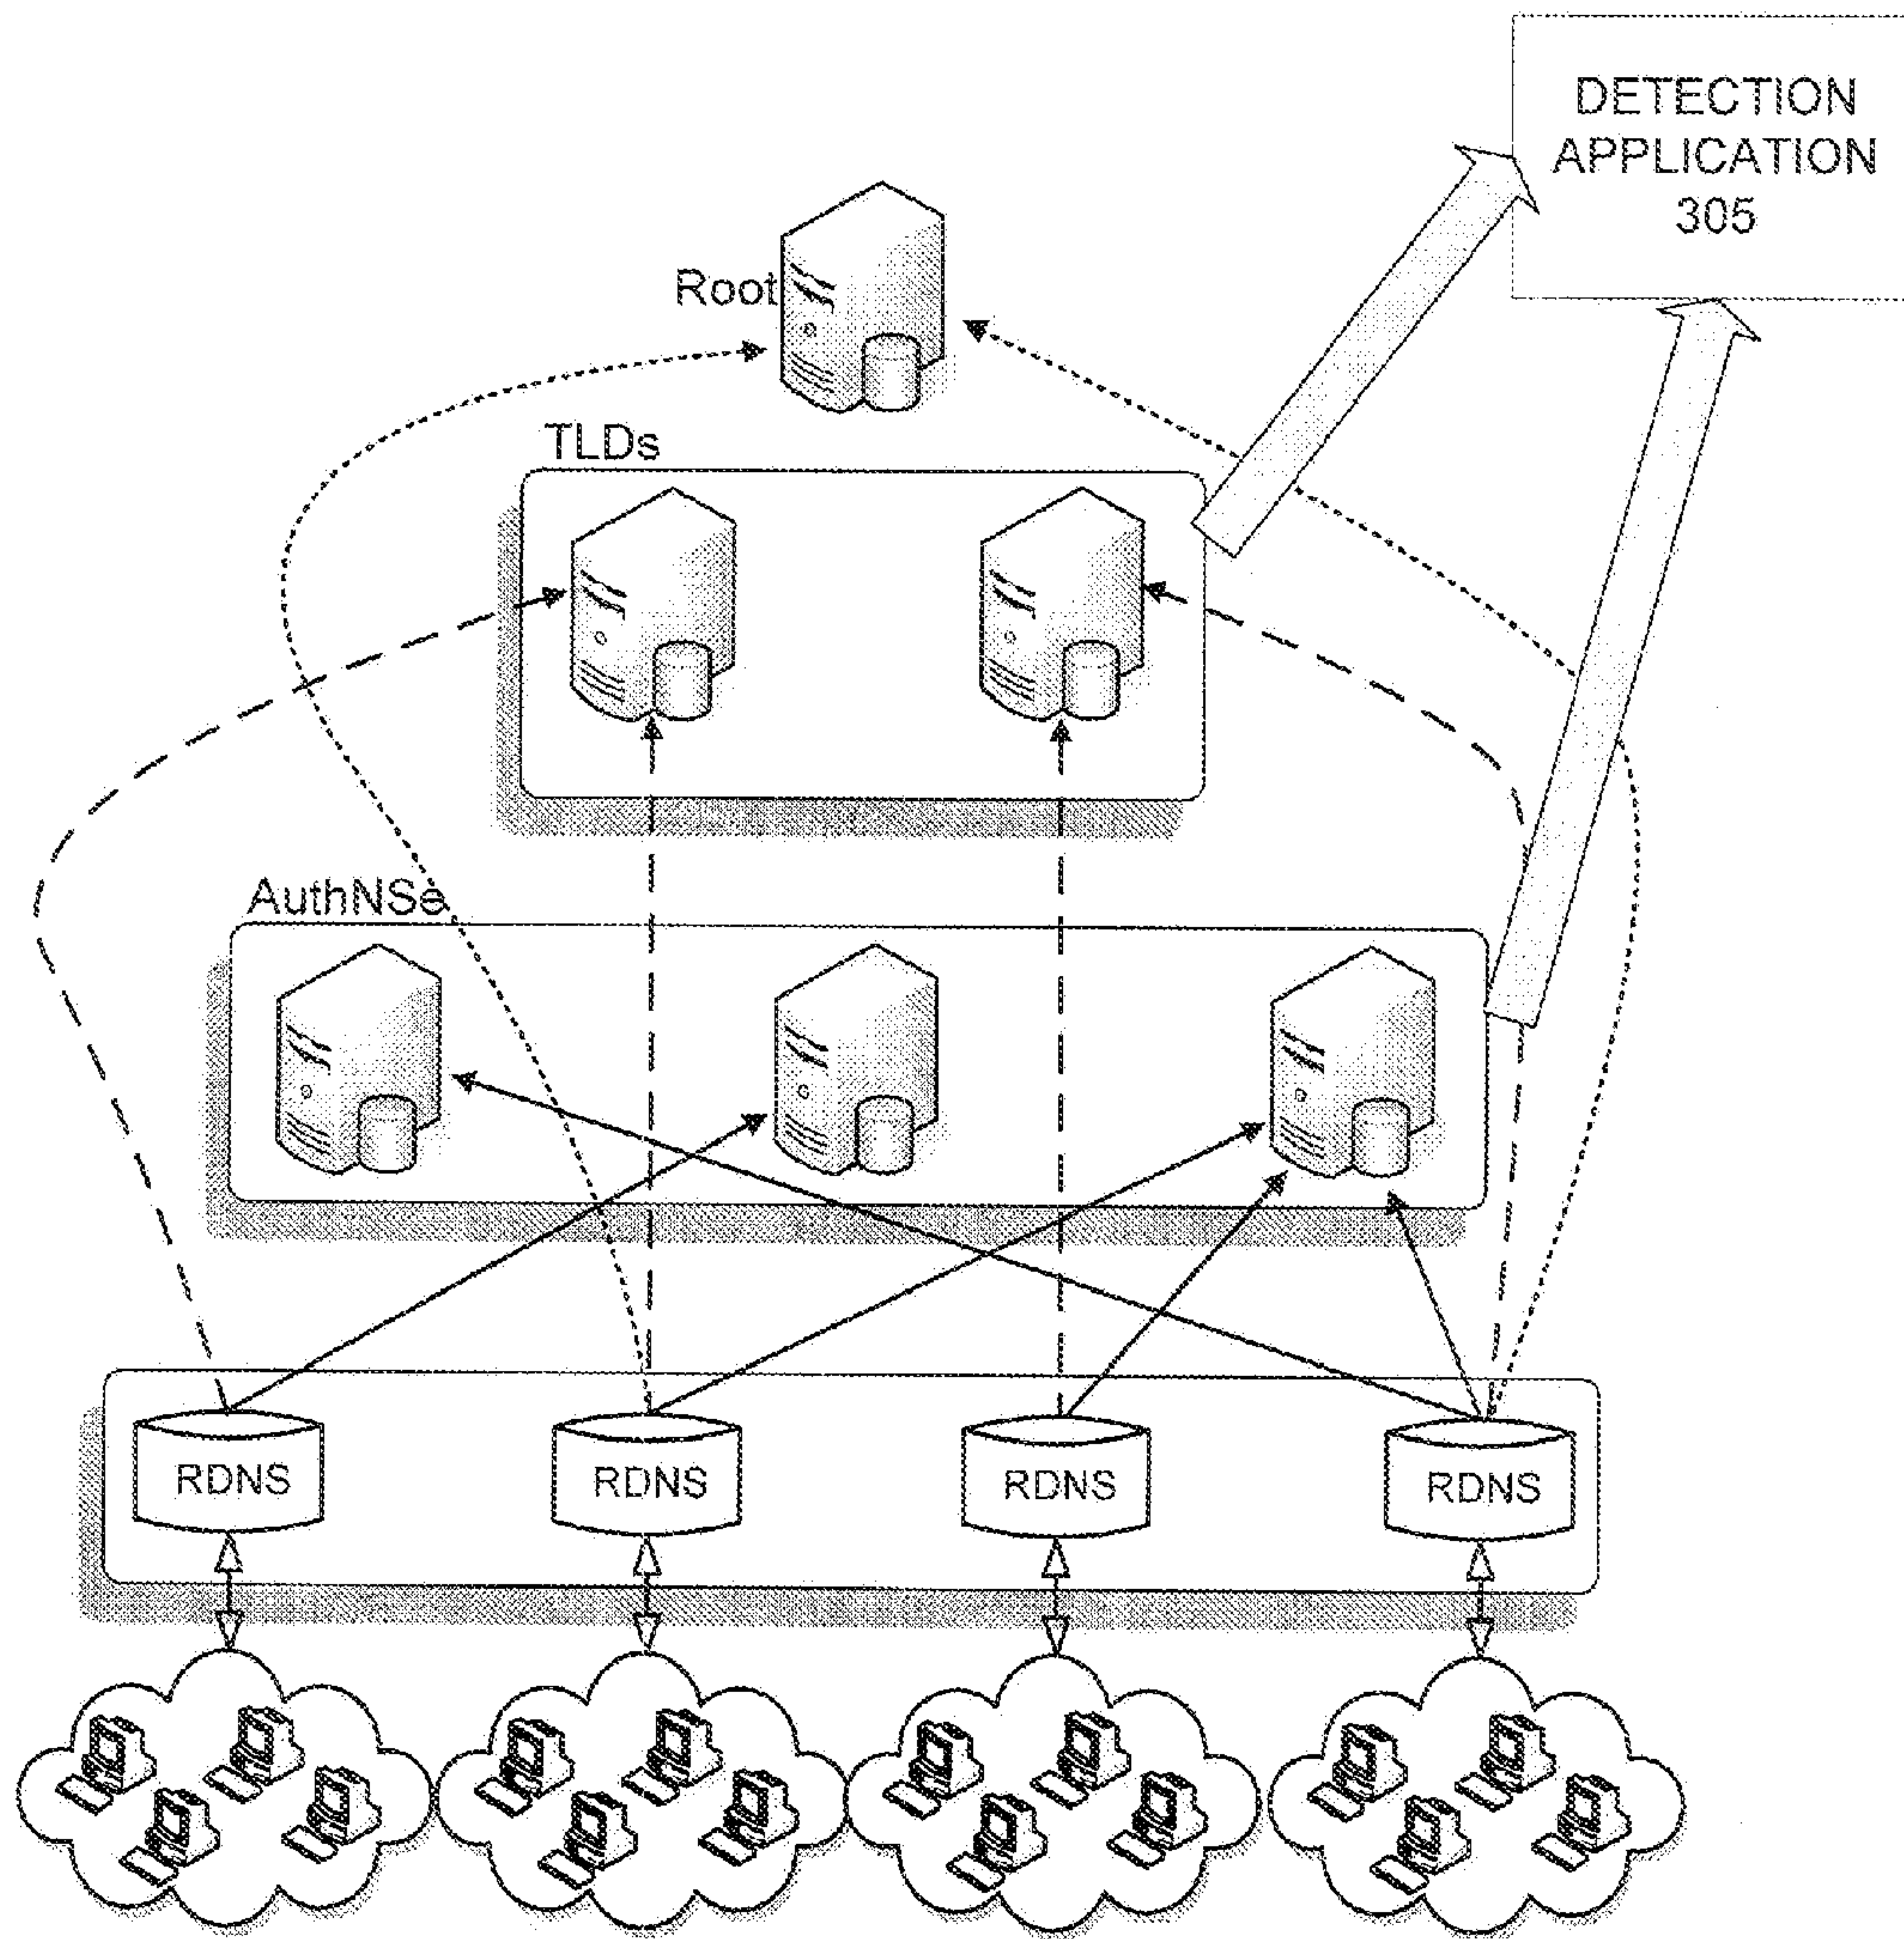 DETECTION
APPLICATION
305
Root
TLDs
AuthNSe
RDNS
RDNS
RDNS
RDNS